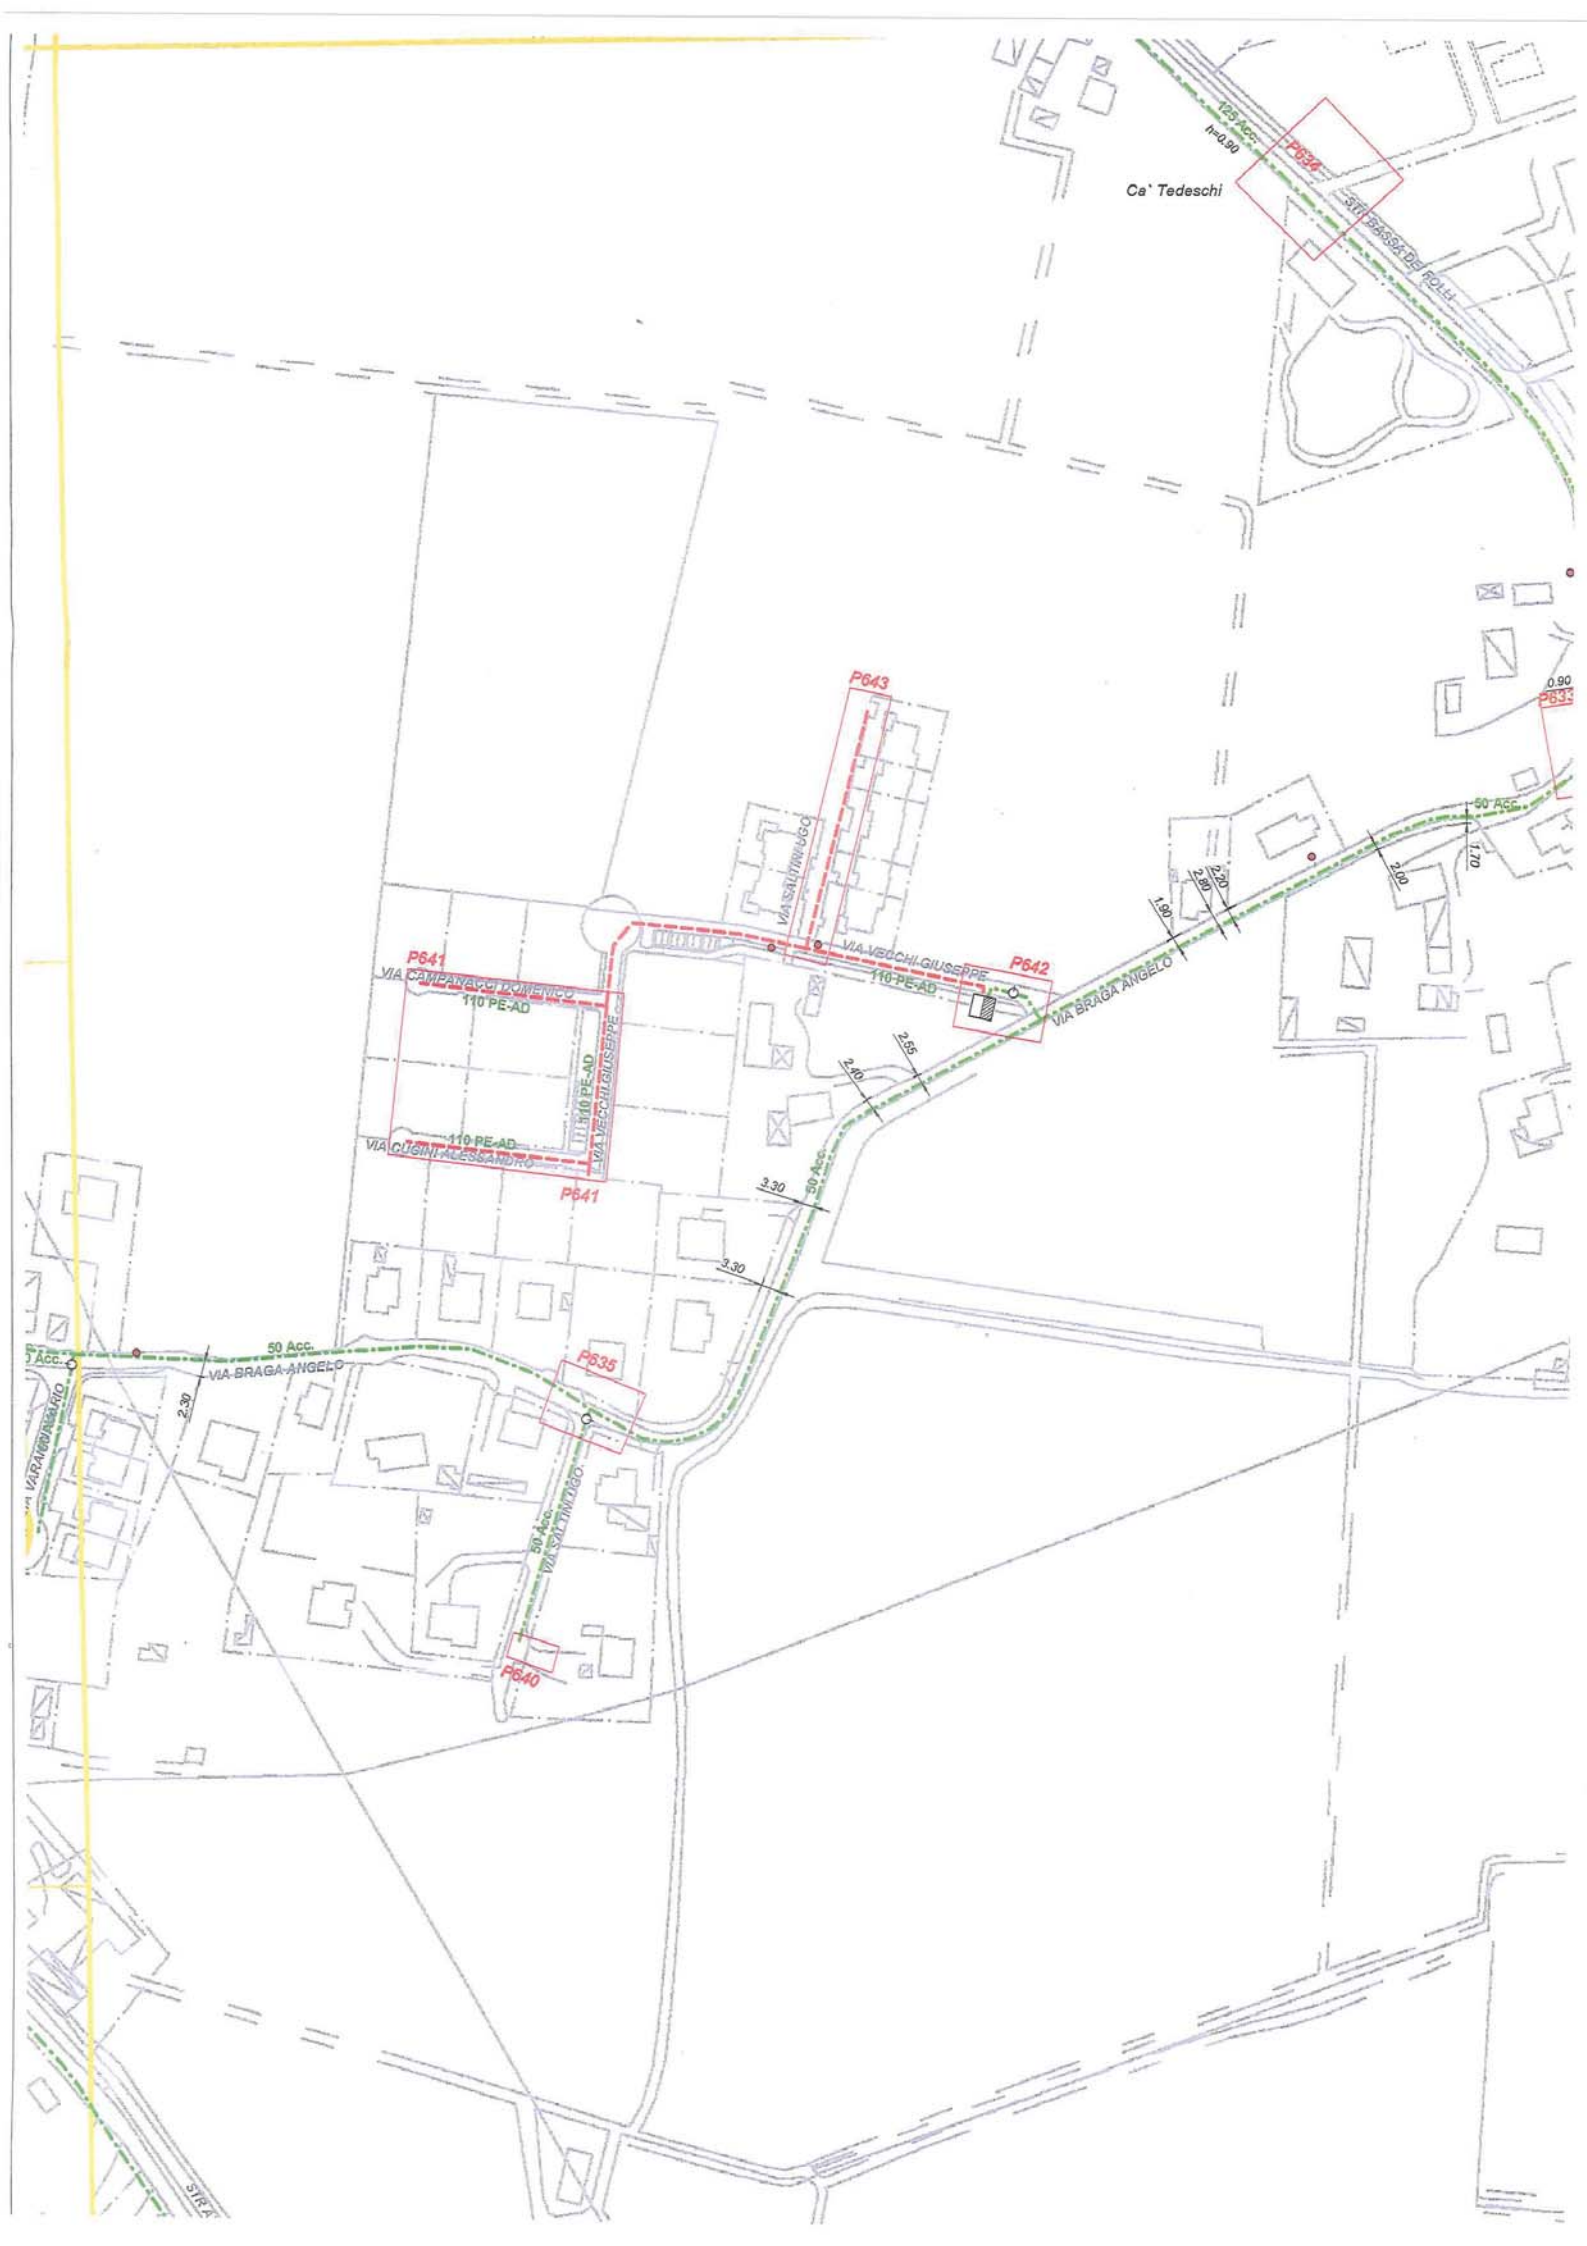 125 Acc.
h=0.90
P634
Ca` Tedeschi
STR BASSA DEI FOLLI
0.90
P633
P643
50 Acc.
1.70
2.00
VIA SALTINI UGO
2.20
2.80
1.90
VIA VECCHI GIUSEPPE
P642
110 PE-AD
VIA BRAGA ANGELO
P641
VIA CAMPANACCI DOMENICO
110 PE-AD
110 PE-AD
VIA VECCHI GIUSEPPE
2.55
2.40
110 PE-AD
VIA CUGINI ALESSANDRO
P641
50 Acc.
3.30
3.30
50 Acc.
VIA BRAGA ANGELO
P635
Acc.
2.30
50 Acc.
VIA SALTINI UGO
P640
STRA